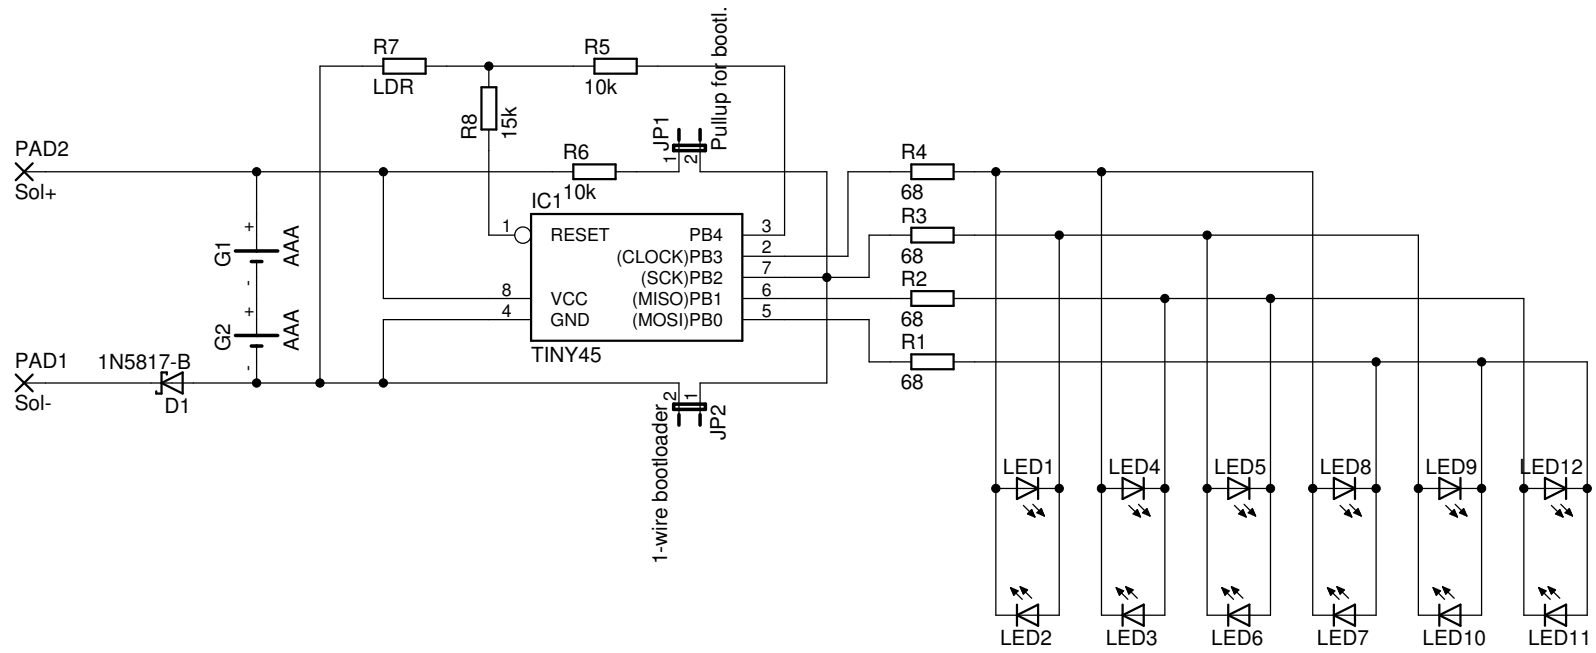 R7
LDR
R5
10k
Pullup for bootl.
R8
15k
JP1
1
2
PAD2
Sol+
R6
10k
IC1
1
RESET
PB4
3
(CLOCK)PB3
2
(SCK)PB2
7
8
VCC
(MISO)PB1
6
4
GND
(MOSI)PB0
5
TINY45
+
G1
AAA
-
+
G2
AAA
-
PAD1
Sol-
1N5817-B
D1
2
1
JP2
1-wire bootloader
R4
68
R3
68
R2
68
R1
68
LED1
LED4
LED5
LED8
LED9
LED12
LED2
LED3
LED6
LED7
LED10
LED11